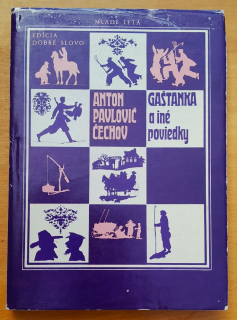 MLADÉ LETÁ
EDÍCIA
DOBRÉ SLOVO
ANTON
PAVLOVIČ
ČECHOV
GAŠTANKA
a iné
poviedky